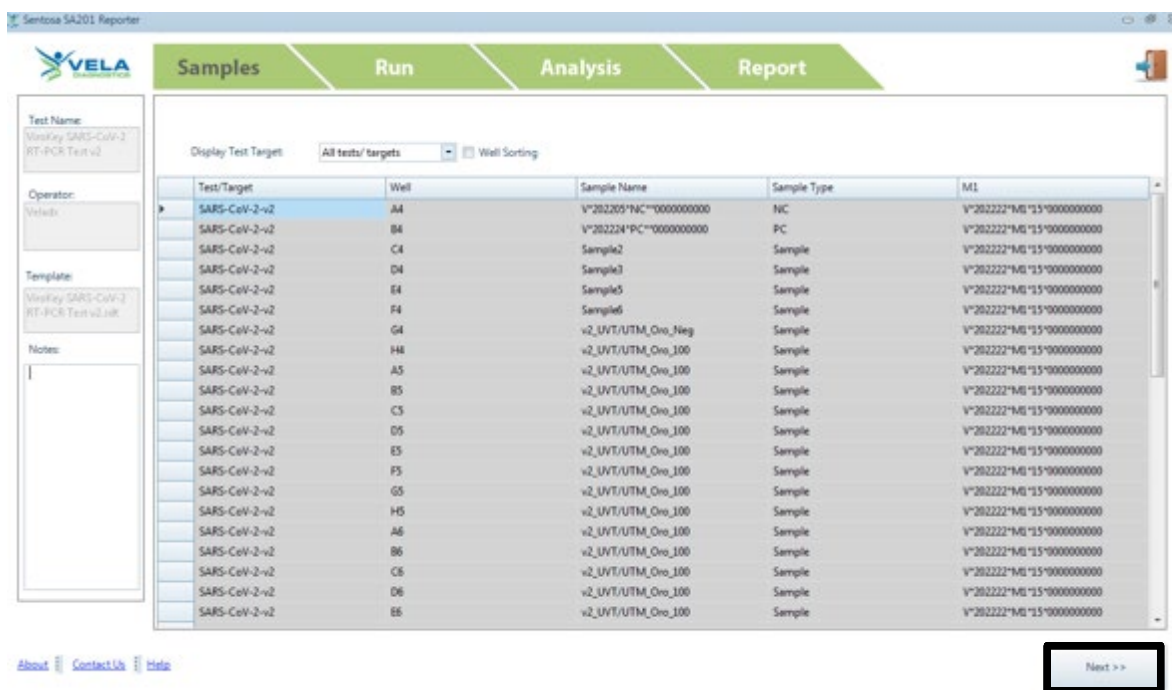 Sentosa SA201 Reporter
VELA
DIAGNOSTICS
Samples
Run
Analysis
Report
Test Name:
ViroKey SARS-CoV-2
RT-PCR Test v2
Operator:
Veladx
Template:
ViroKey SARS-CoV-2
RT-PCR Test v2.rdt
Notes:
Display Test Target: All tests/ targets Well Sorting
Test/Target Well Sample Name Sample Type M1
SARS-CoV-2-v2 A4 V*202205*NC**0000000000 NC V*202222*M1*15*0000000000
SARS-CoV-2-v2 B4 V*202224*PC**0000000000 PC V*202222*M1*15*0000000000
SARS-CoV-2-v2 C4 Sample2 Sample V*202222*M1*15*0000000000
SARS-CoV-2-v2 D4 Sample3 Sample V*202222*M1*15*0000000000
SARS-CoV-2-v2 E4 Sample5 Sample V*202222*M1*15*0000000000
SARS-CoV-2-v2 F4 Sample6 Sample V*202222*M1*15*0000000000
SARS-CoV-2-v2 G4 v2_UVT/UTM_Oro_Neg Sample V*202222*M1*15*0000000000
SARS-CoV-2-v2 H4 v2_UVT/UTM_Oro_100 Sample V*202222*M1*15*0000000000
SARS-CoV-2-v2 A5 v2_UVT/UTM_Oro_100 Sample V*202222*M1*15*0000000000
SARS-CoV-2-v2 B5 v2_UVT/UTM_Oro_100 Sample V*202222*M1*15*0000000000
SARS-CoV-2-v2 C5 v2_UVT/UTM_Oro_100 Sample V*202222*M1*15*0000000000
SARS-CoV-2-v2 D5 v2_UVT/UTM_Oro_100 Sample V*202222*M1*15*0000000000
SARS-CoV-2-v2 E5 v2_UVT/UTM_Oro_100 Sample V*202222*M1*15*0000000000
SARS-CoV-2-v2 F5 v2_UVT/UTM_Oro_100 Sample V*202222*M1*15*0000000000
SARS-CoV-2-v2 G5 v2_UVT/UTM_Oro_100 Sample V*202222*M1*15*0000000000
SARS-CoV-2-v2 H5 v2_UVT/UTM_Oro_100 Sample V*202222*M1*15*0000000000
SARS-CoV-2-v2 A6 v2_UVT/UTM_Oro_100 Sample V*202222*M1*15*0000000000
SARS-CoV-2-v2 B6 v2_UVT/UTM_Oro_100 Sample V*202222*M1*15*0000000000
SARS-CoV-2-v2 C6 v2_UVT/UTM_Oro_100 Sample V*202222*M1*15*0000000000
SARS-CoV-2-v2 D6 v2_UVT/UTM_Oro_100 Sample V*202222*M1*15*0000000000
SARS-CoV-2-v2 E6 v2_UVT/UTM_Oro_100 Sample V*202222*M1*15*0000000000
About Contact Us Help
Next >>